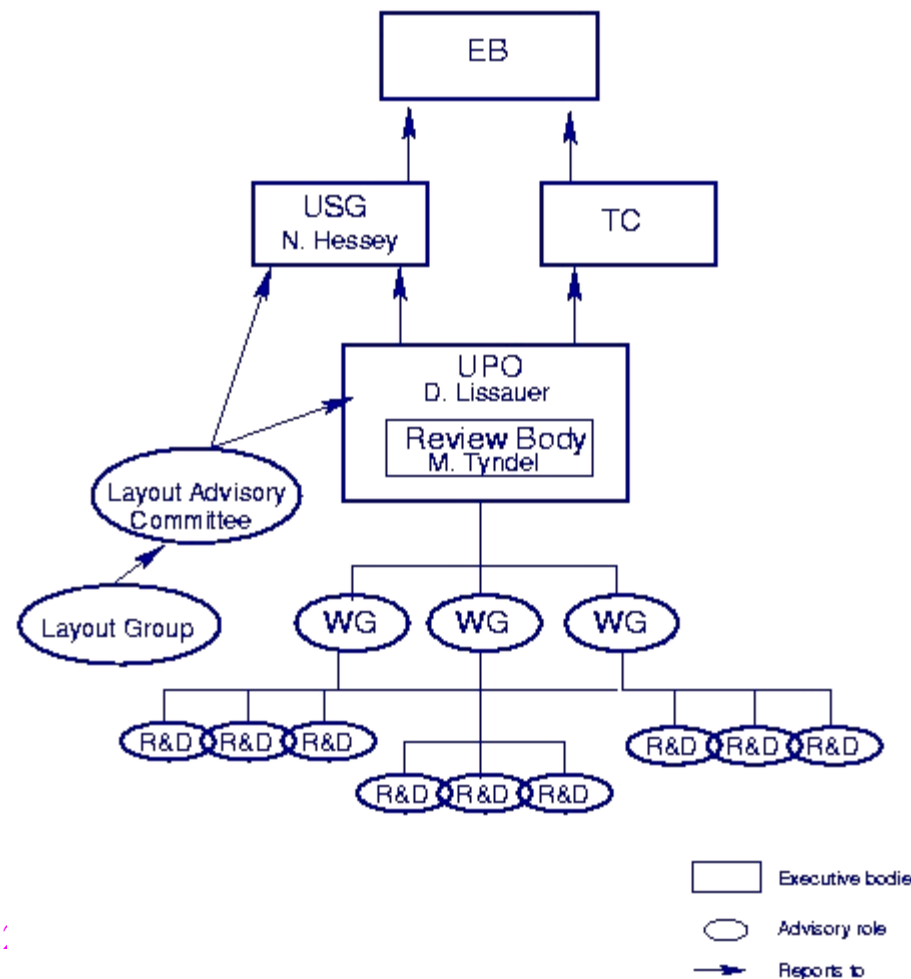 EB
USG
N. Hessey
TC
UPO
D. Lissauer
Review Body
M. Tyndel
Layout Advisory
Committee
Layout Group
WG WG WG
R&D R&D R&D
R&D R&D R&D
R&D R&D R&D
Executive bodie
Advisory role
Reports to